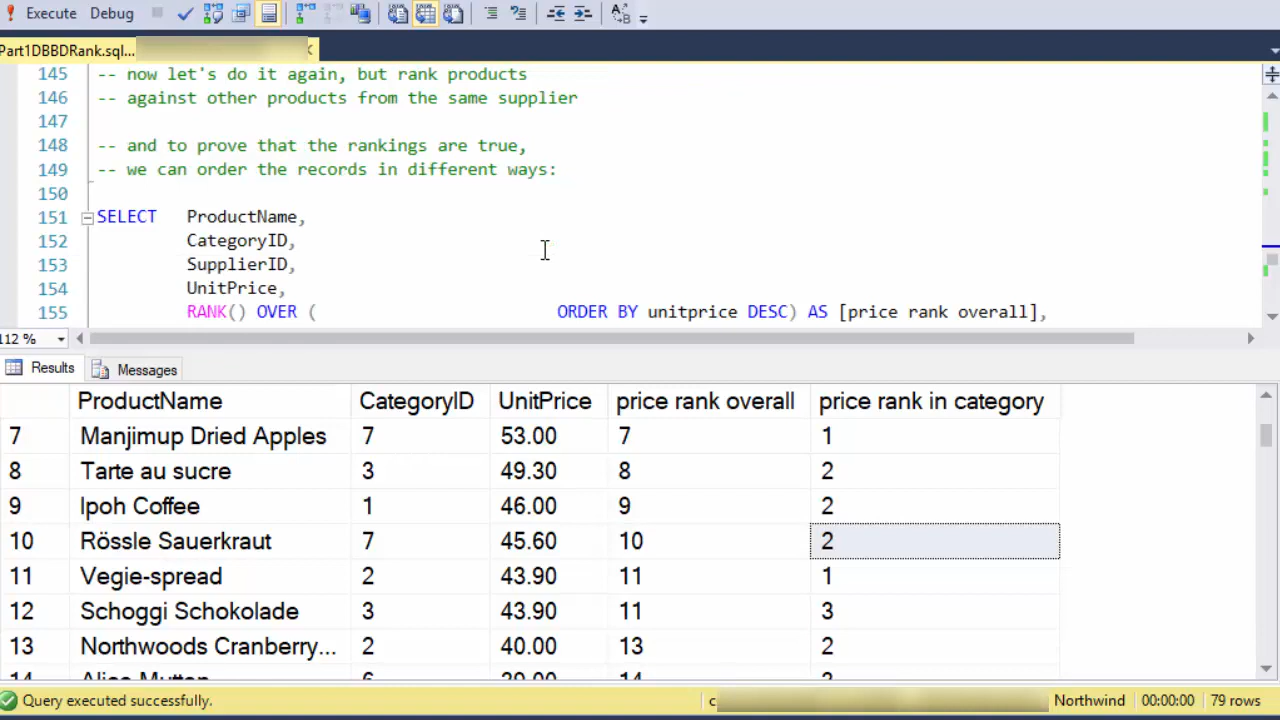 Execute Debug
Part1DBBDRank.sql...
145 -- now let's do it again, but rank products
146 -- against other products from the same supplier
147
148 -- and to prove that the rankings are true,
149 -- we can order the records in different ways:
150
151 SELECT ProductName,
152 CategoryID,
153 SupplierID,
154 UnitPrice,
155 RANK() OVER ( ORDER BY unitprice DESC) AS [price rank overall],
112 %
Results Messages
ProductName CategoryID UnitPrice price rank overall price rank in category
7 Manjimup Dried Apples 7 53.00 7 1
8 Tarte au sucre 3 49.30 8 2
9 Ipoh Coffee 1 46.00 9 2
10 Rössle Sauerkraut 7 45.60 10 2
11 Vegie-spread 2 43.90 11 1
12 Schoggi Schokolade 3 43.90 11 3
13 Northwoods Cranberry... 2 40.00 13 2
14 Alice Mutton 6 39.00 14
Query executed successfully. c Northwind 00:00:00 79 rows